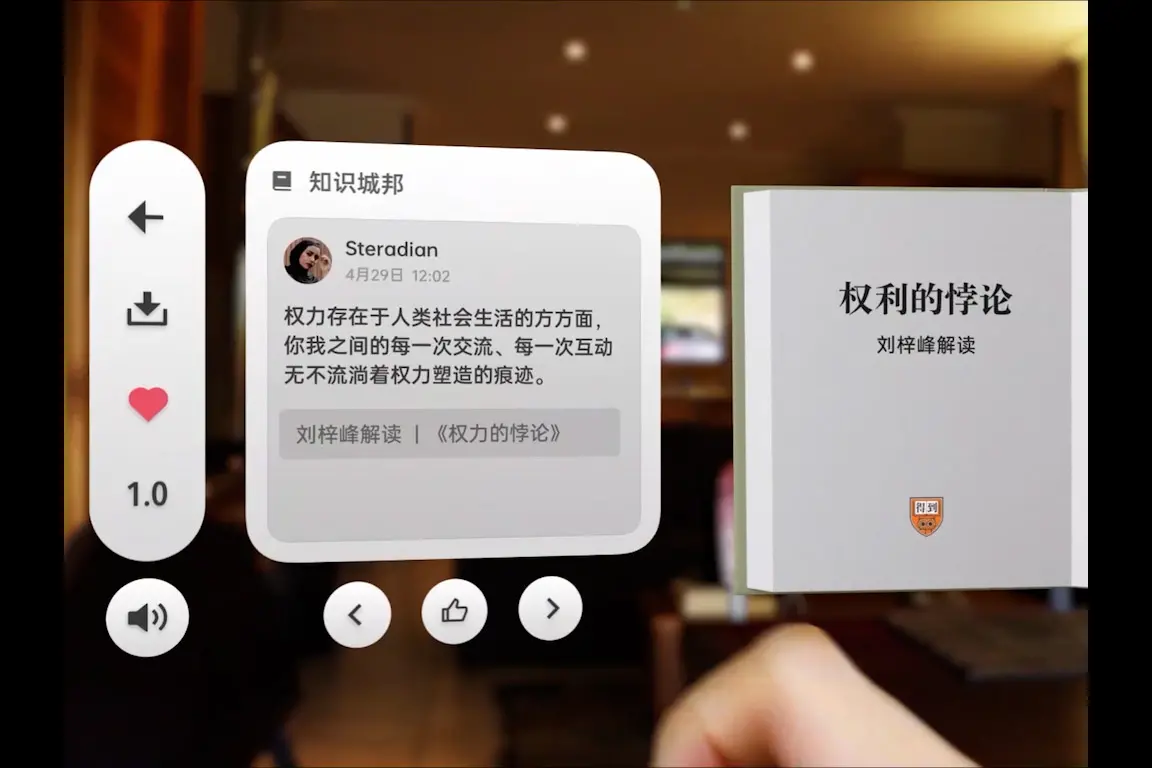 知识城邦
Steradian
4月29日 12:02
权力存在于人类社会生活的方方面，
你我之间的每一次交流、每一次互动
无不流淌着权力塑造的痕迹。
刘梓峰解读 | 《权力的悖论》
1.0
权利的悖论
刘梓峰解读
得到